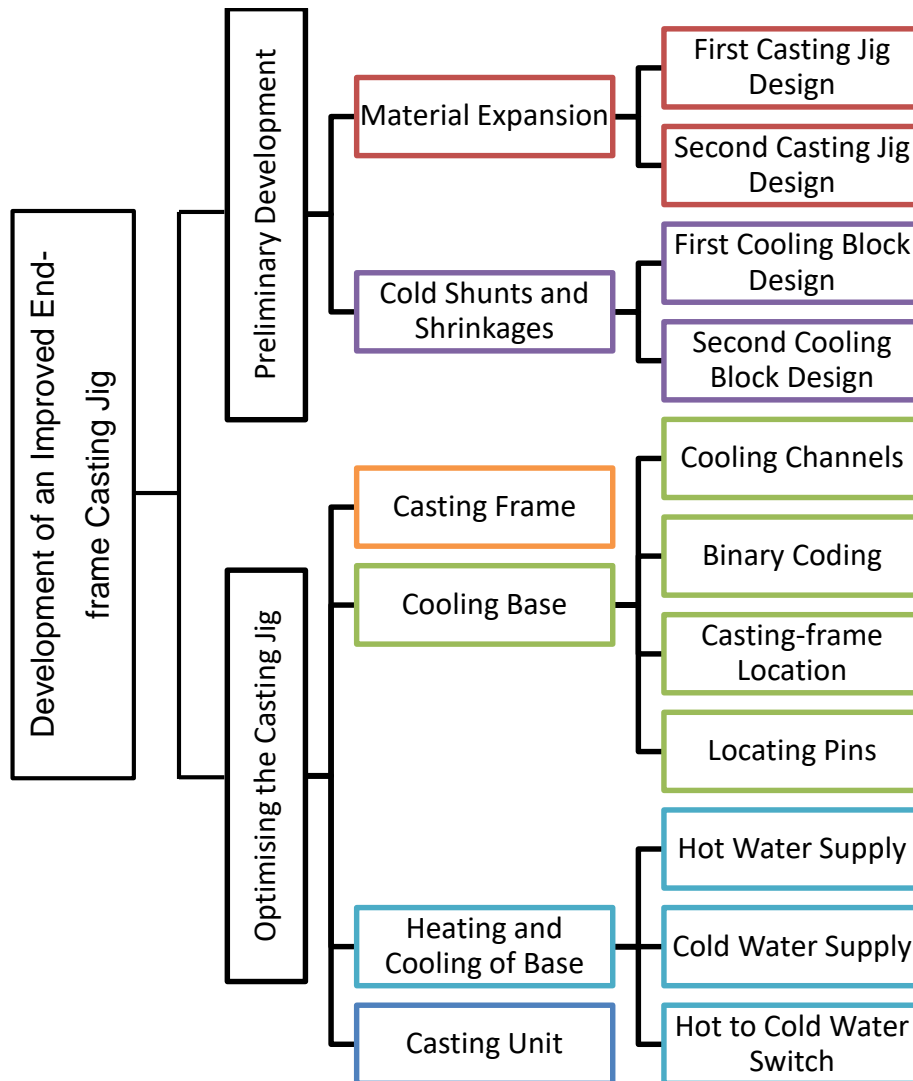 Development of an Improved End-
frame Casting Jig
Preliminary Development
Material Expansion
First Casting Jig
Design
Second Casting Jig
Design
Cold Shunts and
Shrinkages
First Cooling Block
Design
Second Cooling
Block Design
Optimising the Casting Jig
Casting Frame
Cooling Base
Cooling Channels
Binary Coding
Casting-frame
Location
Locating Pins
Heating and
Cooling of Base
Hot Water Supply
Cold Water Supply
Hot to Cold Water
Switch
Casting Unit